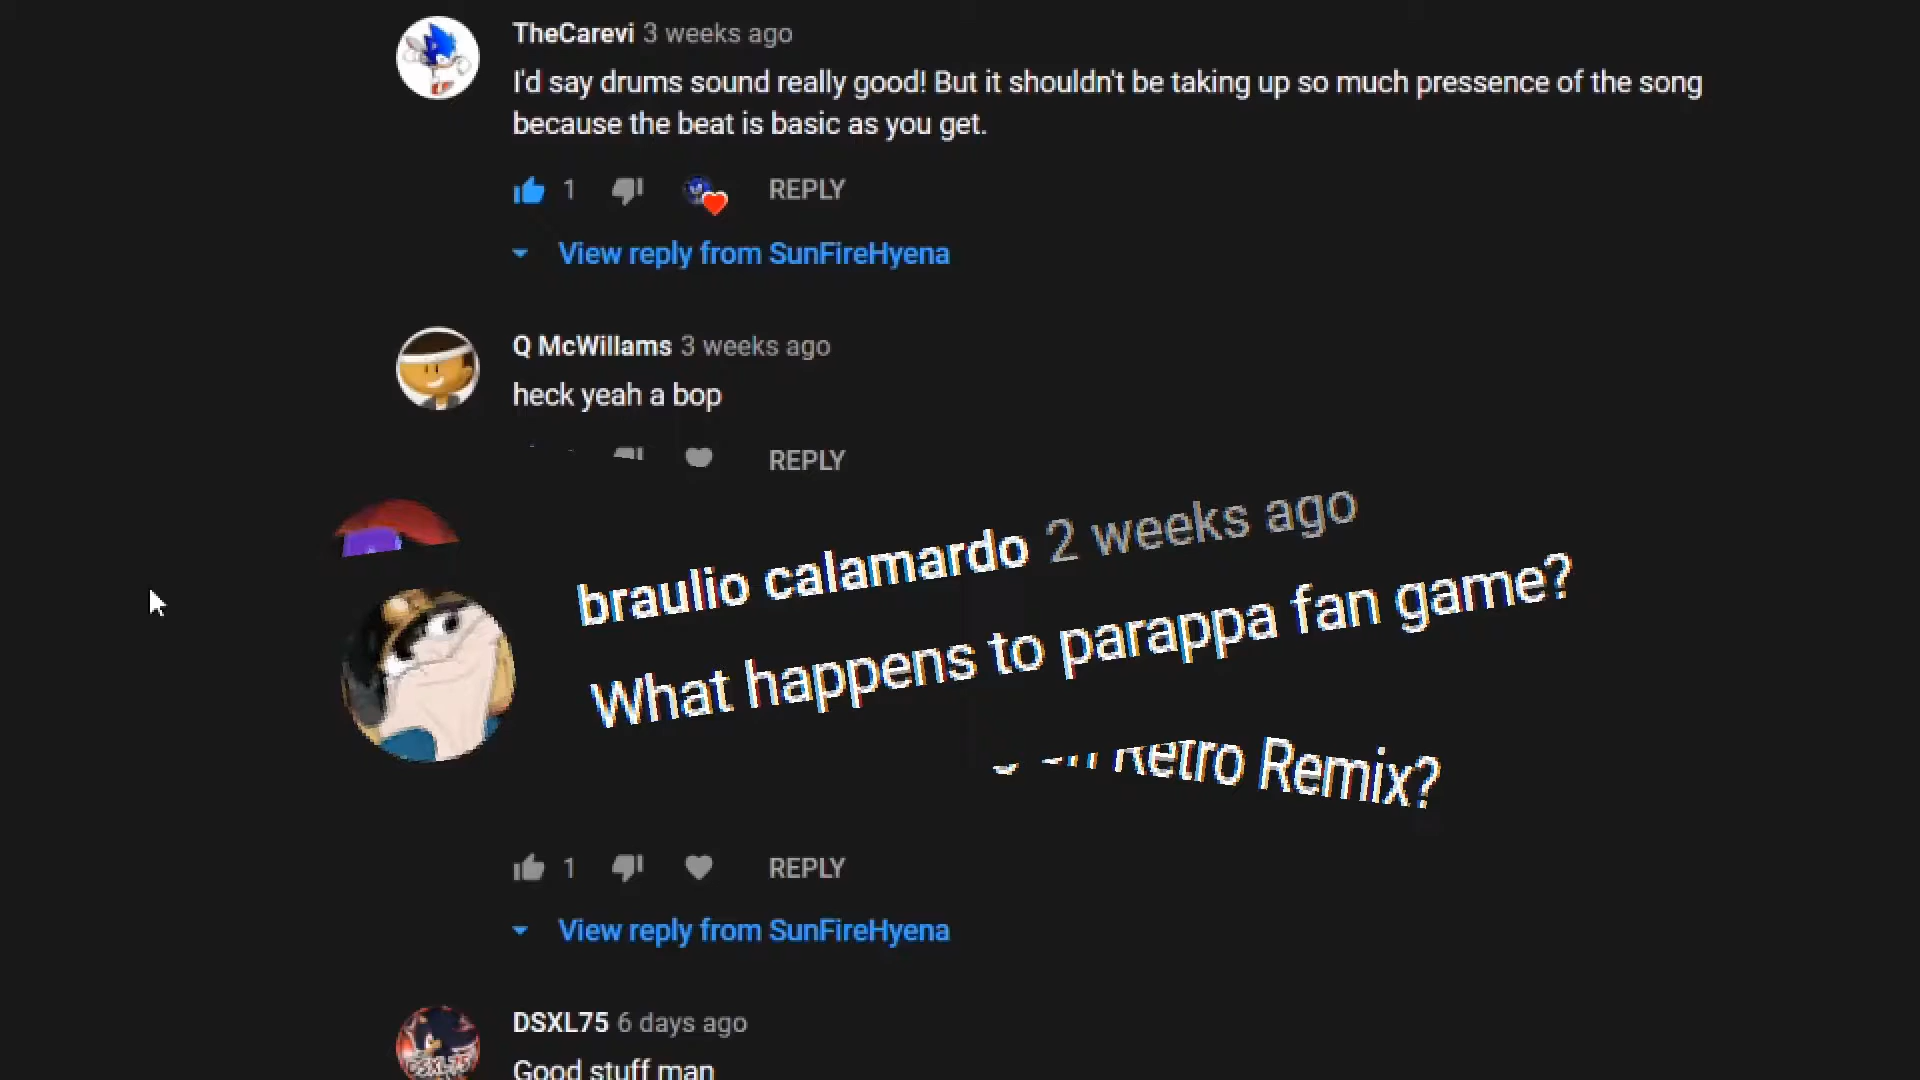 TheCarevi 3 weeks ago
I'd say drums sound really good! But it shouldn't be taking up so much pressence of the song
because the beat is basic as you get.
1 REPLY
View reply from SunFireHyena
Q McWillams 3 weeks ago
heck yeah a bop
REPLY
braulio calamardo 2 weeks ago
What happens to parappa fan game?
Retro Remix?
1 REPLY
View reply from SunFireHyena
DSXL75 6 days ago
Good stuff man